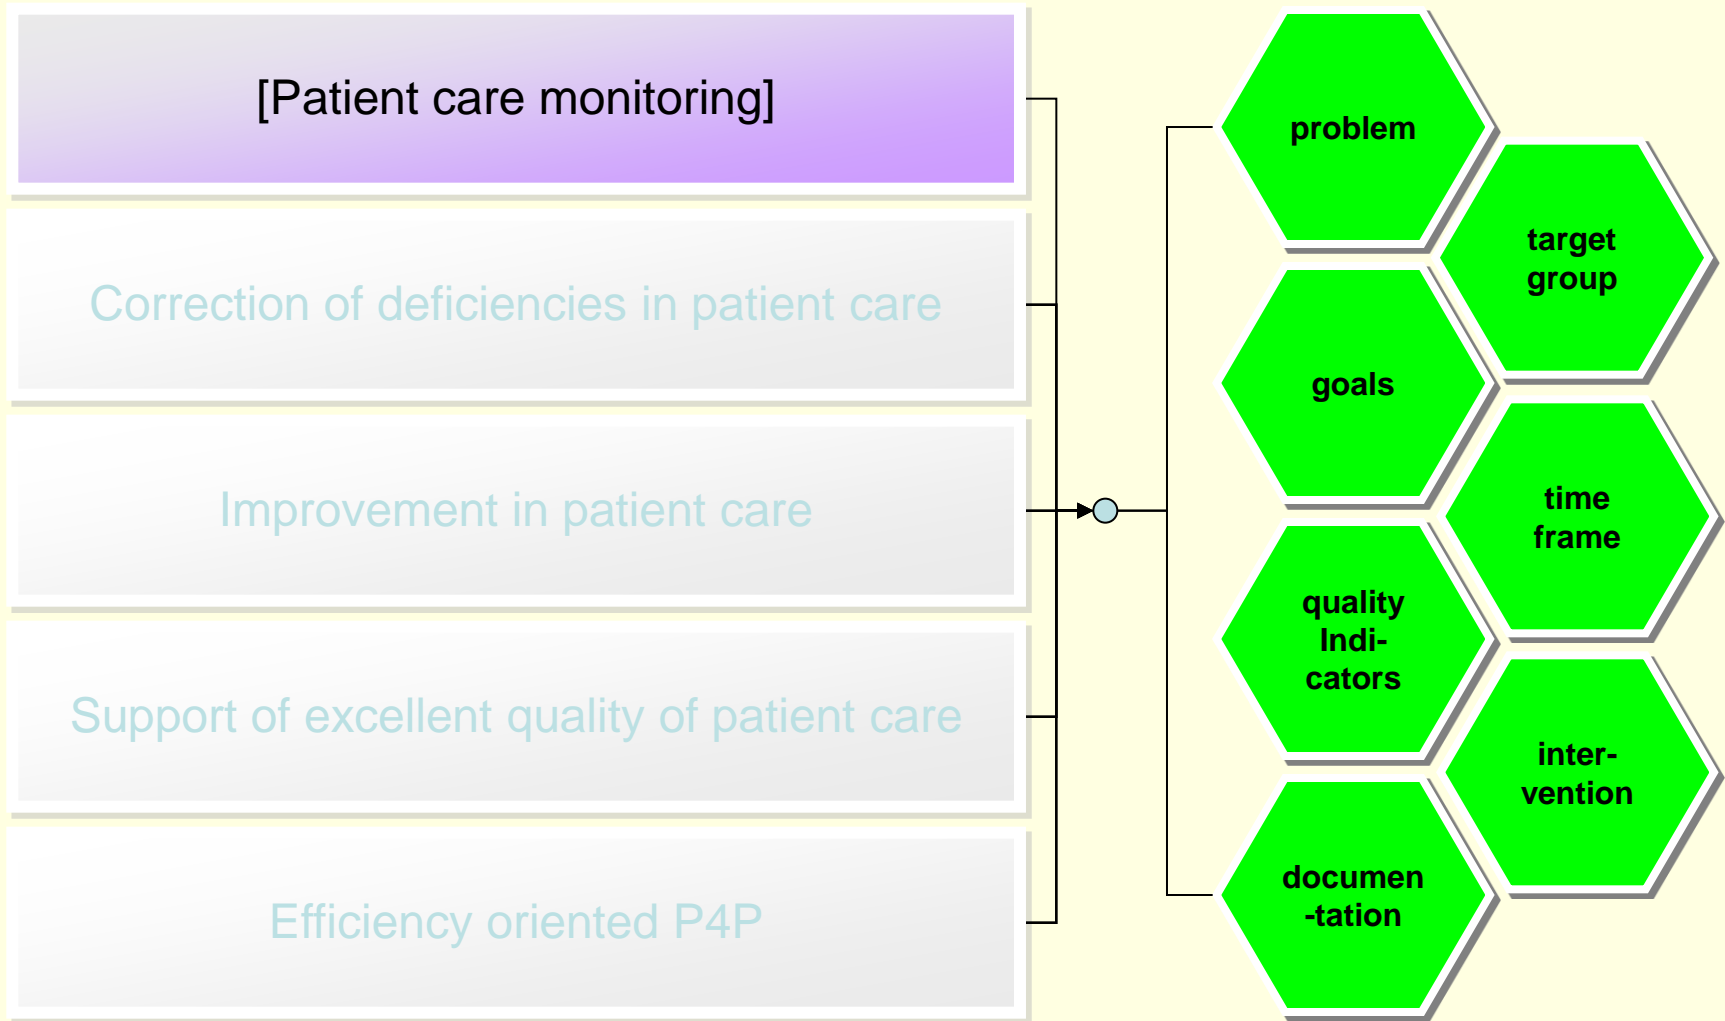 [Patient care monitoring]
Correction of deficiencies in patient care
Improvement in patient care
Support of excellent quality of patient care
Efficiency oriented P4P
problem
target
group
goals
time
frame
quality
Indi-
cators
inter-
vention
documen
-tation